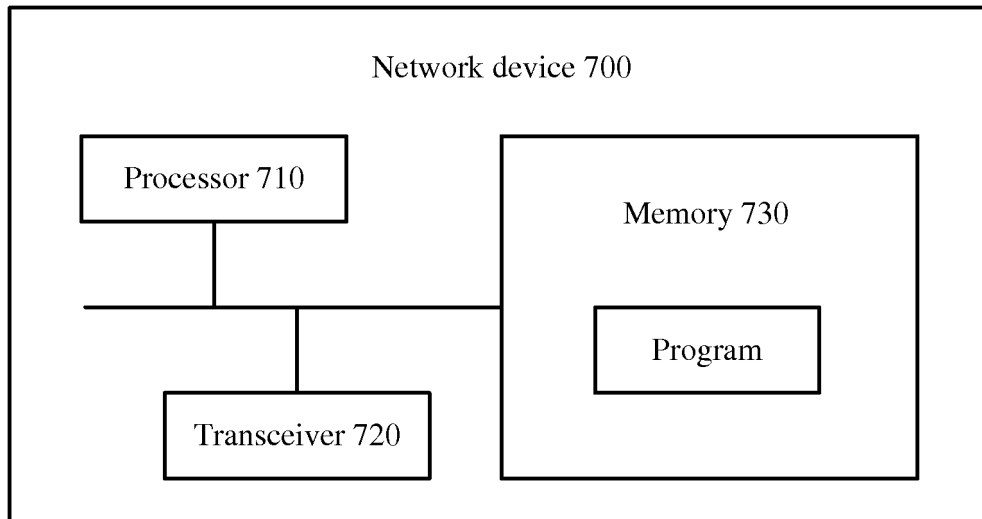 Network device 700
Processor 710
Memory 730
Program
Transceiver 720